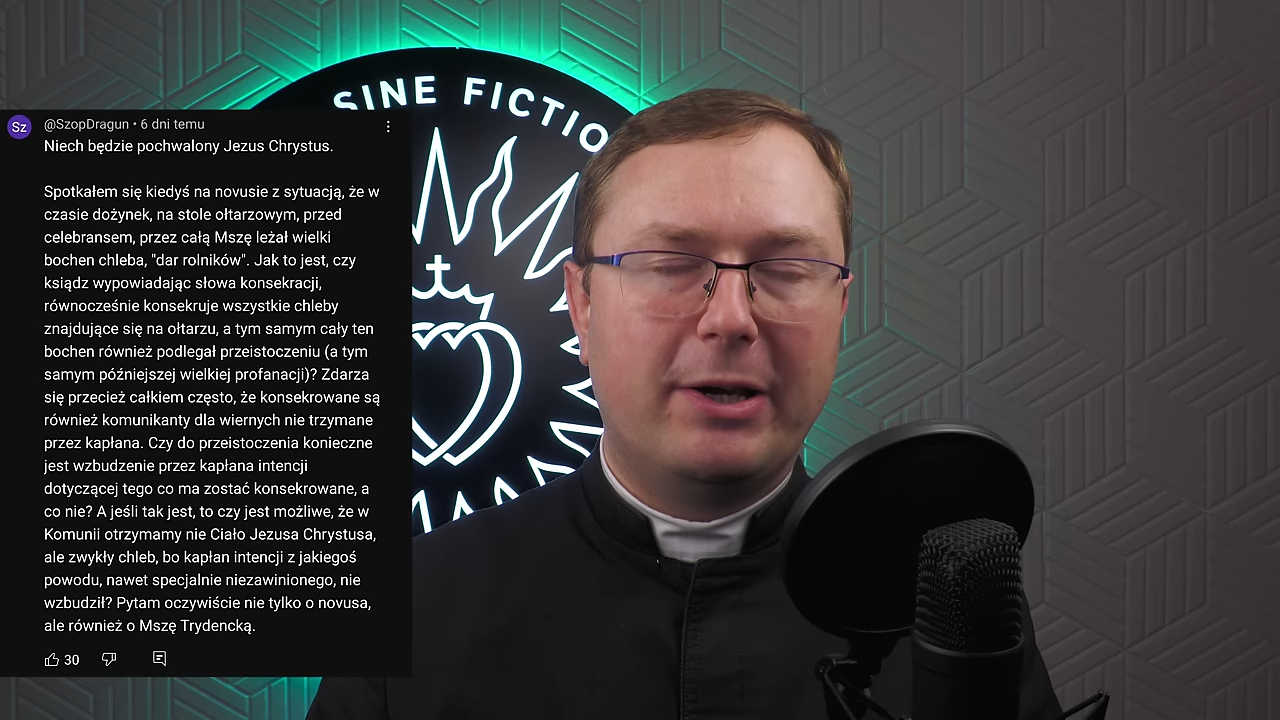 SINE FICTIO
Sz
@SzopDragun • 6 dni temu
Niech będzie pochwalony Jezus Chrystus.
Spotkałem się kiedyś na novusie z sytuacją, że w
czasie dożynek, na stole ołtarzowym, przed
celebransem, przez całą Mszę leżał wielki
bochen chleba, "dar rolników". Jak to jest, czy
ksiądz wypowiadając słowa konsekracji,
równocześnie konsekruje wszystkie chleby
znajdujące się na ołtarzu, a tym samym cały ten
bochen również podlegał przeistoczeniu (a tym
samym późniejszej wielkiej profanacji)? Zdarza
się przecież całkiem często, że konsekrowane są
również komunikanty dla wiernych nie trzymane
przez kapłana. Czy do przeistoczenia konieczne
jest wzbudzenie przez kapłana intencji
dotyczącej tego co ma zostać konsekrowane, a
co nie? A jeśli tak jest, to czy jest możliwe, że w
Komunii otrzymamy nie Ciało Jezusa Chrystusa,
ale zwykły chleb, bo kapłan intencji z jakiegoś
powodu, nawet specjalnie niezawinionego, nie
wzbudził? Pytam oczywiście nie tylko o novusa,
ale również o Mszę Trydencką.
30